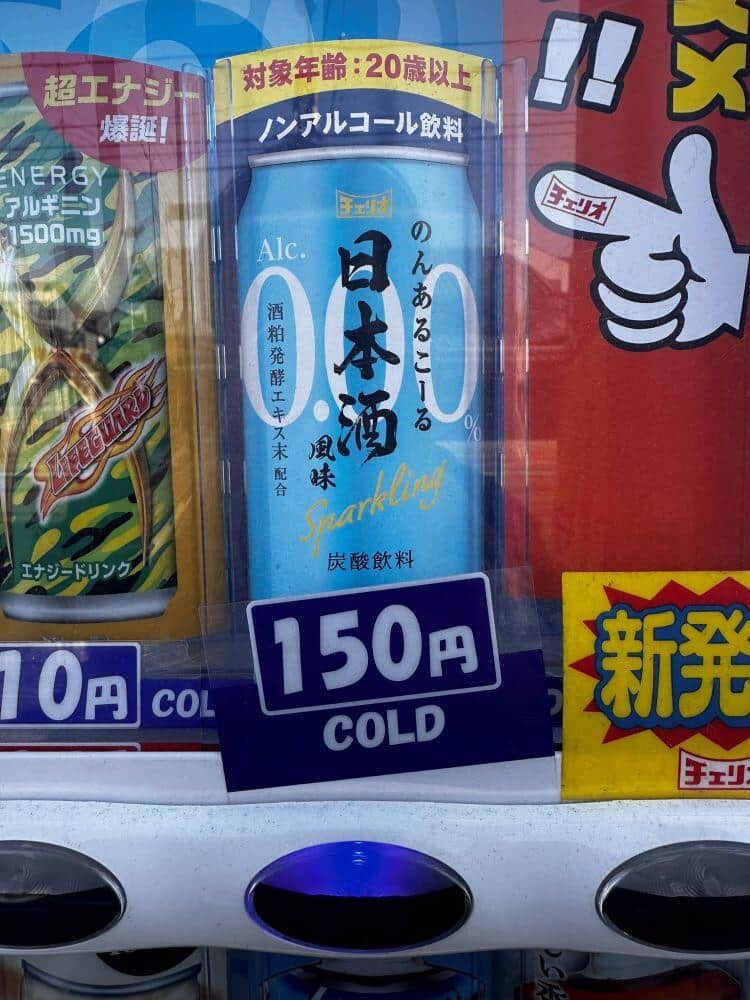 超エナジー
爆誕!
ENERGY
アルギニン
1500mg
LIFEGUARD
エナジードリンク
10円
COL
対象年齢:20歳以上
ノンアルコール飲料
チェリオ
Alc.
0.00%
のんあるこーる
日本酒
風味
酒粕発酵エキス末 配合
Sparkling
炭酸飲料
150円
COLD
!!
チェリオ
新発
チェリオ